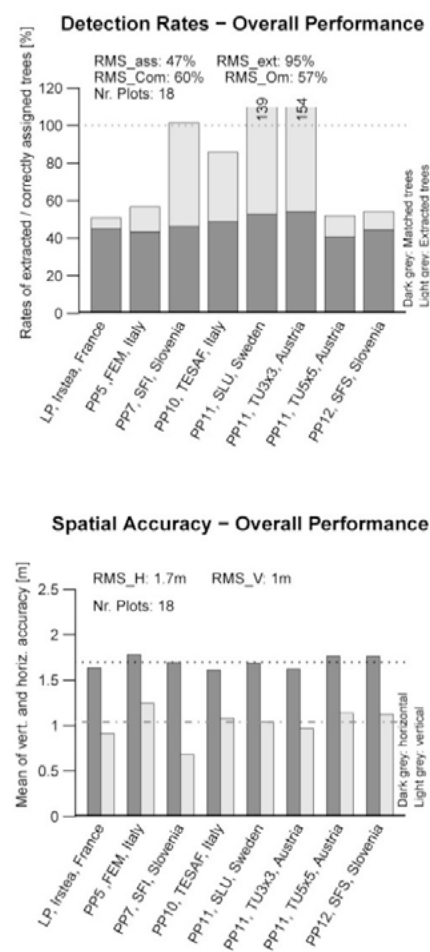 Detection Rates − Overall Performance
RMS_ass: 47% RMS_ext: 95%
RMS_Com: 60% RMS_Om: 57%
Nr. Plots: 18
Rates of extracted / correctly assigned trees [%]
120
100
80
60
40
20
0
139
154
Dark grey: Matched trees
Light grey: Extracted trees
LP, Irstea, France
PP5 ,FEM, Italy
PP7, SFI, Slovenia
PP10, TESAF, Italy
PP11, SLU, Sweden
PP11, TU3x3, Austria
PP11, TU5x5, Austria
PP12, SFS, Slovenia
Spatial Accuracy − Overall Performance
RMS_H: 1.7m RMS_V: 1m
Nr. Plots: 18
Mean of vert. and horiz. accuracy [m]
2.5
2
1.5
1
0.5
0
Dark grey: horizontal
Light grey: vertical
LP, Irstea, France
PP5 ,FEM, Italy
PP7, SFI, Slovenia
PP10, TESAF, Italy
PP11, SLU, Sweden
PP11, TU3x3, Austria
PP11, TU5x5, Austria
PP12, SFS, Slovenia